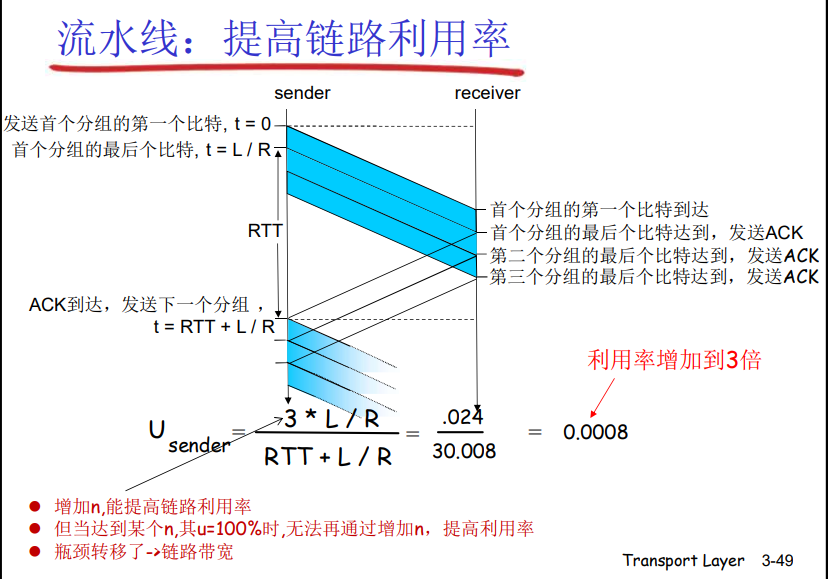 流水线：提高链路利用率
sender
receiver
发送首个分组的第一个比特, t = 0
首个分组的最后个比特, t = L / R
RTT
首个分组的第一个比特到达
首个分组的最后个比特达到，发送ACK
第二个分组的最后个比特达到，发送ACK
第三个分组的最后个比特达到，发送ACK
ACK到达，发送下一个分组 ，
t = RTT + L / R
利用率增加到3倍
U sender = 3 * L / R / RTT + L / R = .024 / 30.008 = 0.0008
增加n,能提高链路利用率
但当达到某个n,其u=100%时,无法再通过增加n，提高利用率
瓶颈转移了->链路带宽
Transport Layer 3-49